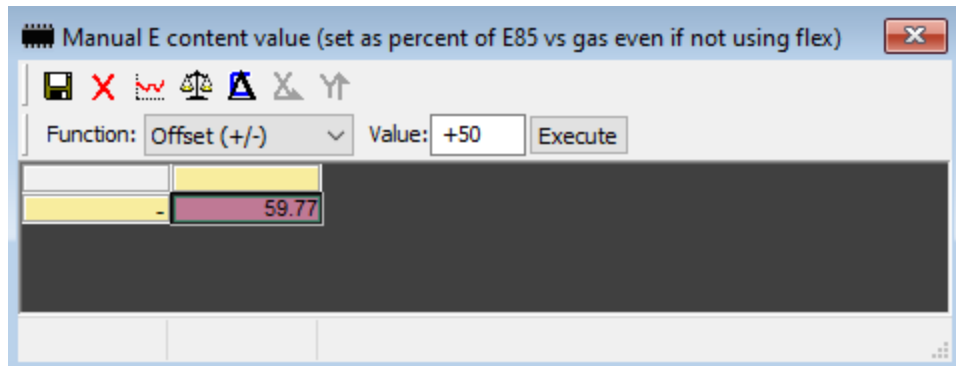 Manual E content value (set as percent of E85 vs gas even if not using flex)
Function: Offset (+/-) Value: +50 Execute
- 59.77